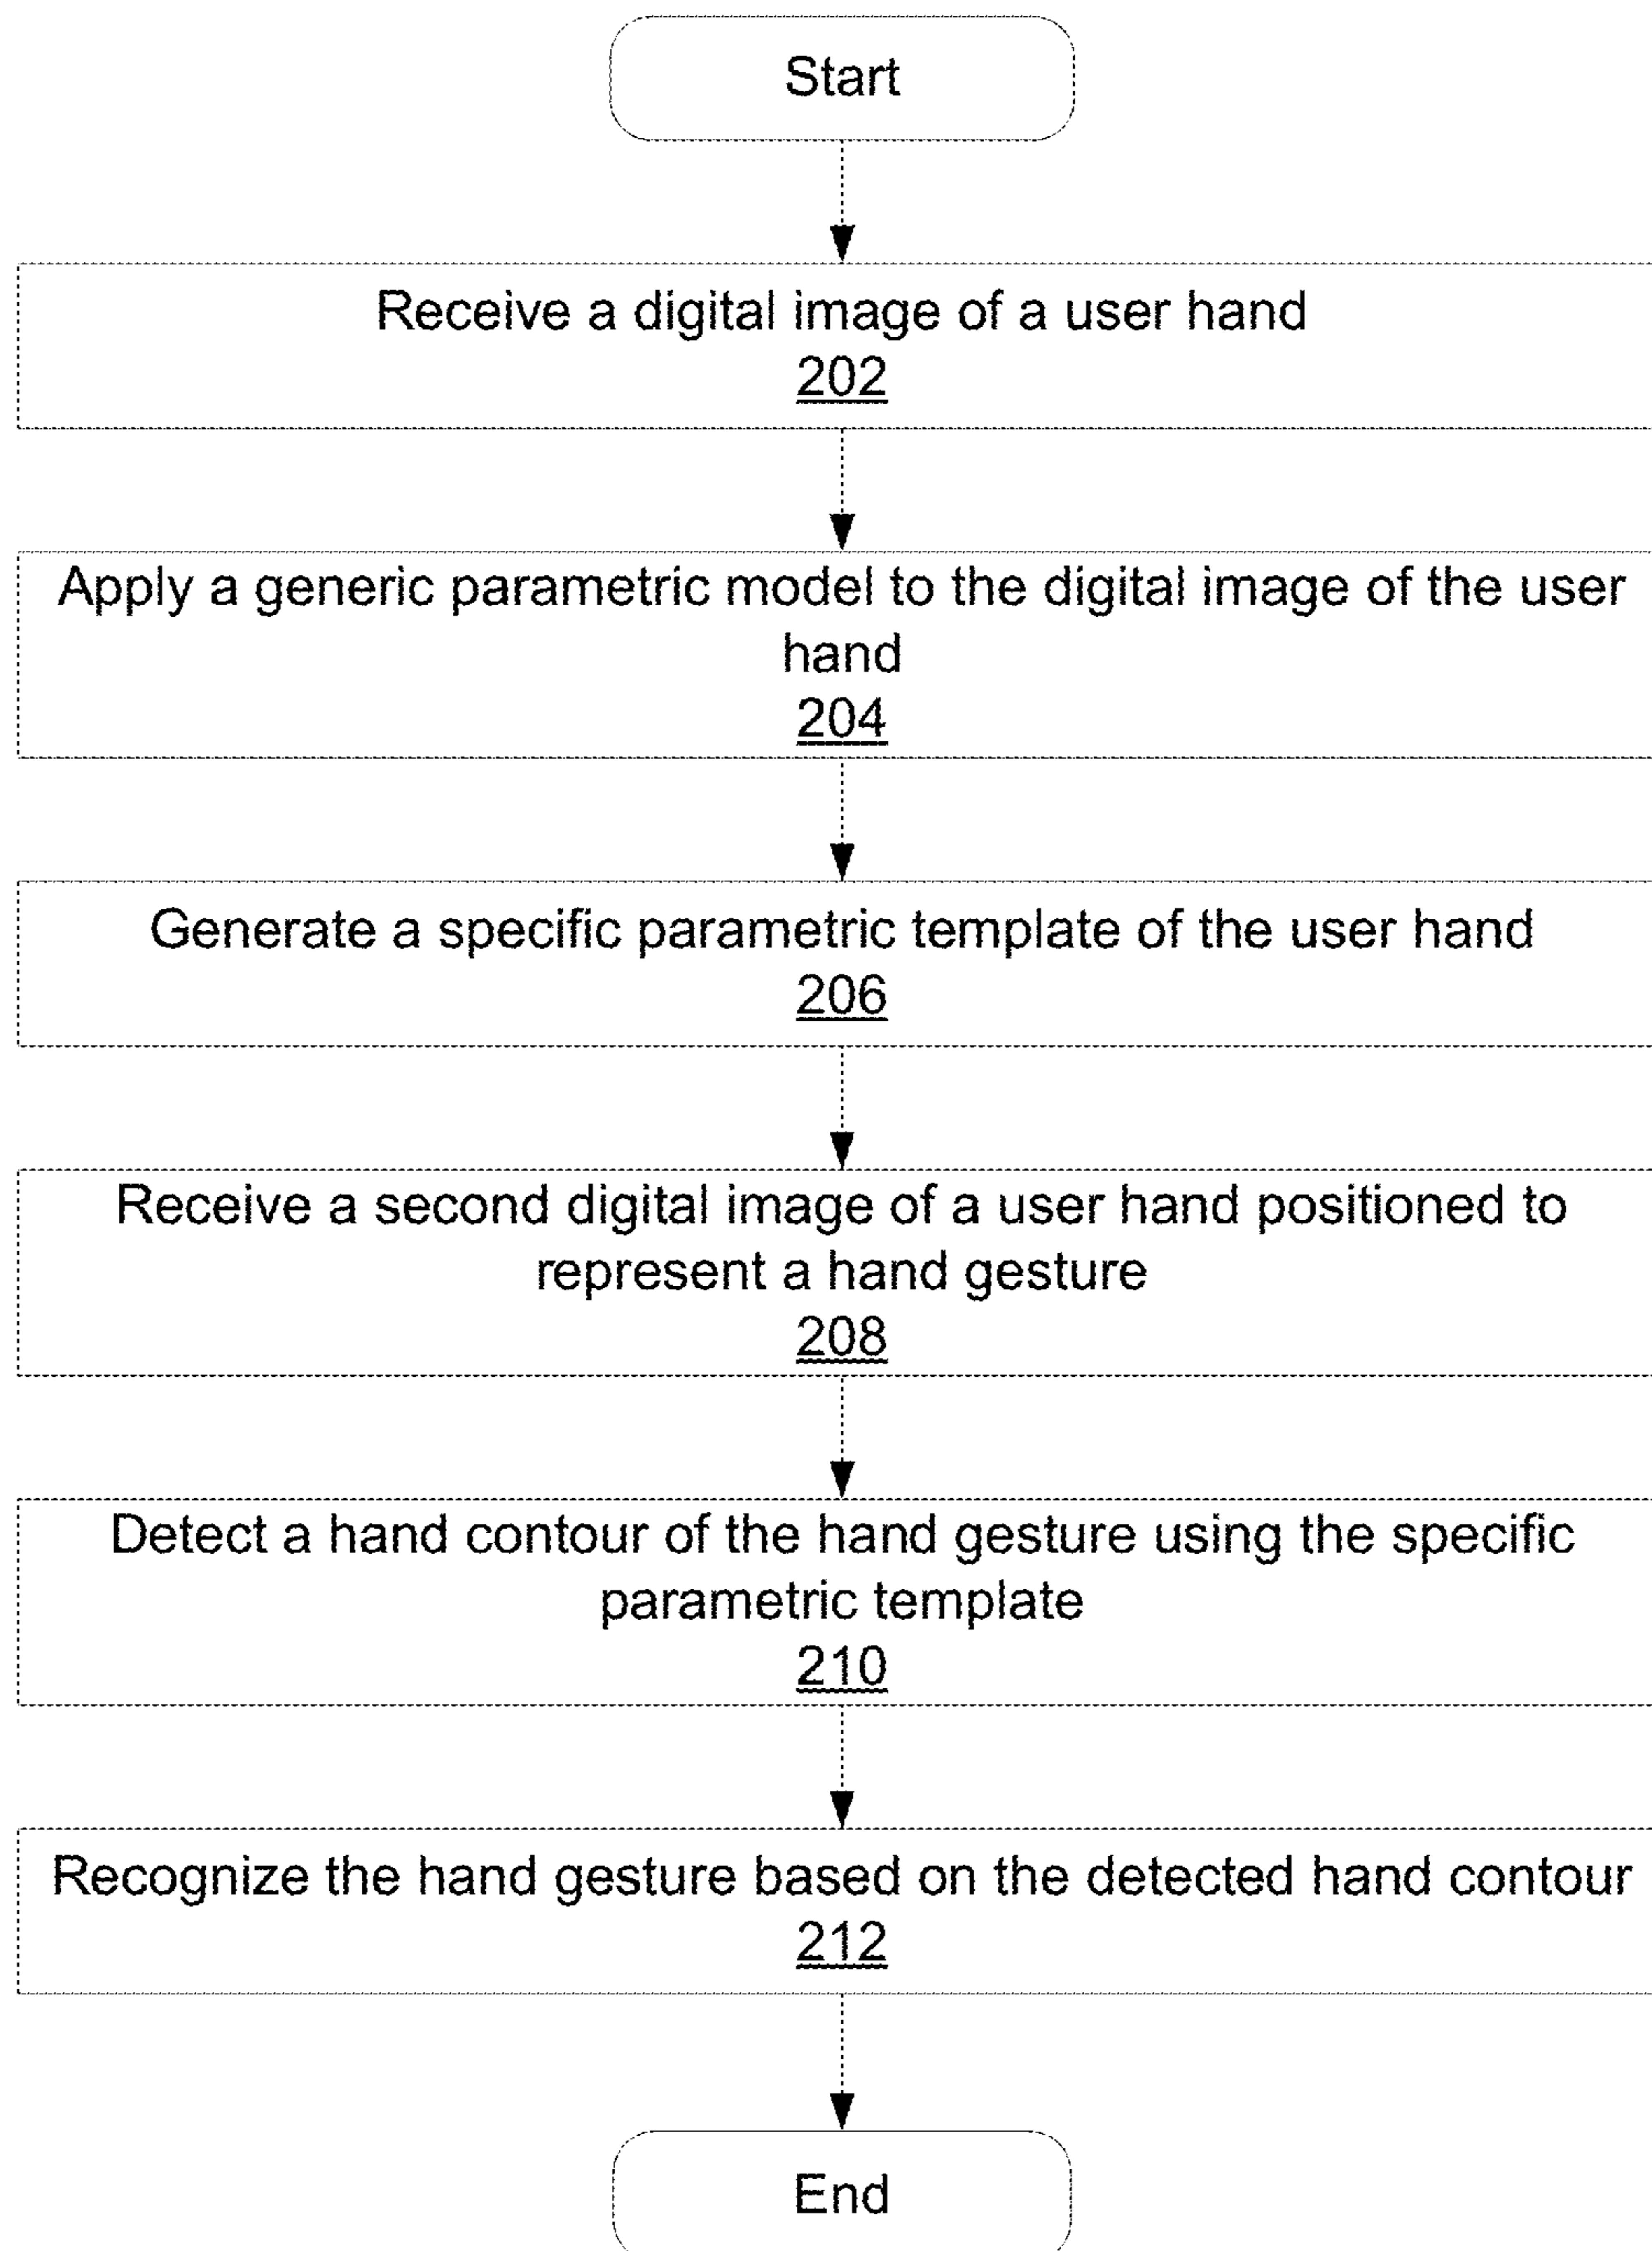 Start
Receive a digital image of a user hand
202
Apply a generic parametric model to the digital image of the user
hand
204
Generate a specific parametric template of the user hand
206
Receive a second digital image of a user hand positioned to
represent a hand gesture
208
Detect a hand contour of the hand gesture using the specific
parametric template
210
Recognize the hand gesture based on the detected hand contour
212
End